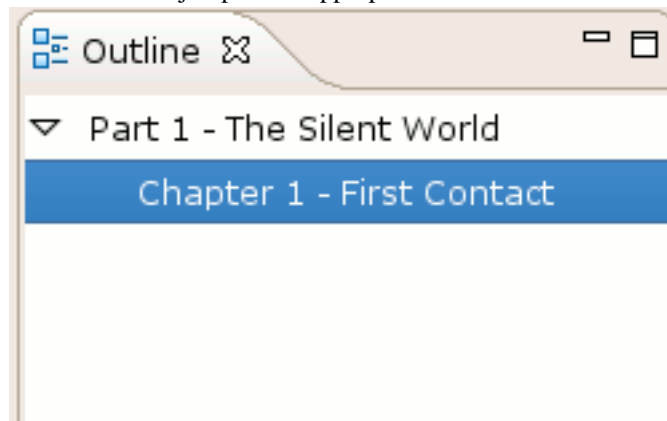 Outline
Part 1 - The Silent World
Chapter 1 - First Contact